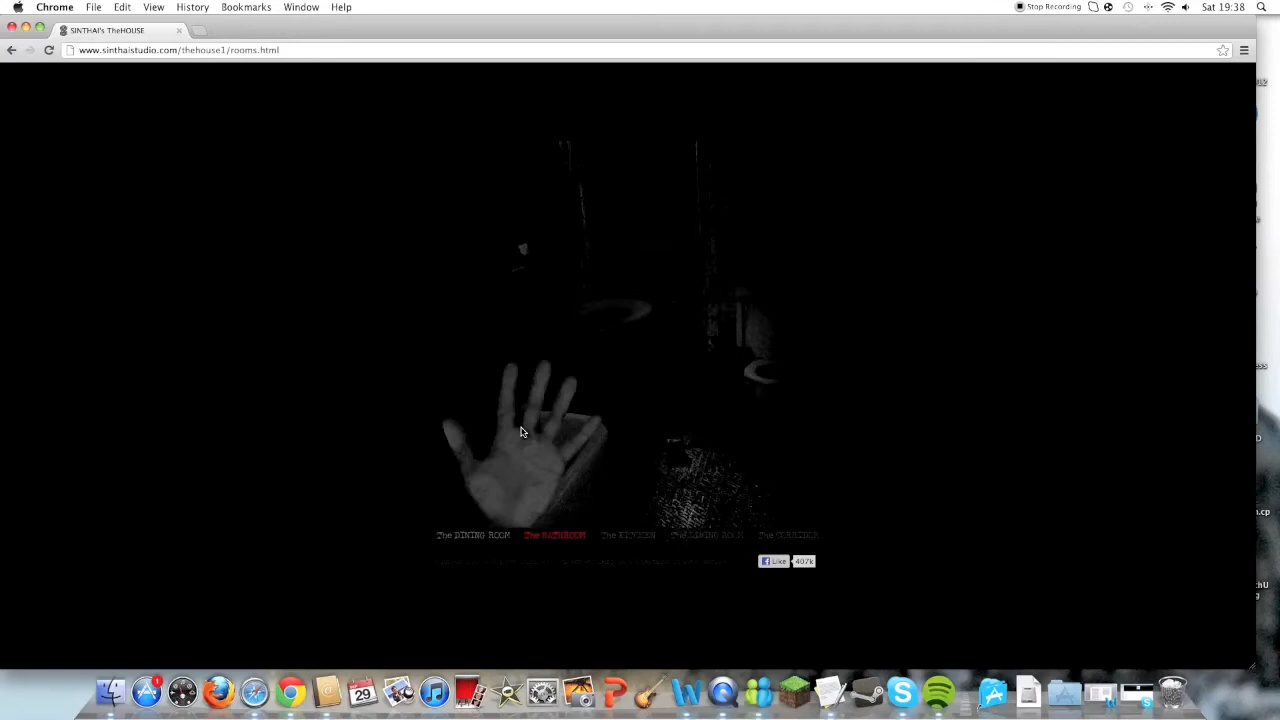 Chrome File Edit View History Bookmarks Window Help Stop Recording Sat 19:38
SINTHAI's TheHOUSE
www.sinthaistudio.com/thehouse1/rooms.html
The DINING ROOM The BATHROOM The KITCHEN The LIVING ROOM The CORRIDOR
Like 407k
1
29